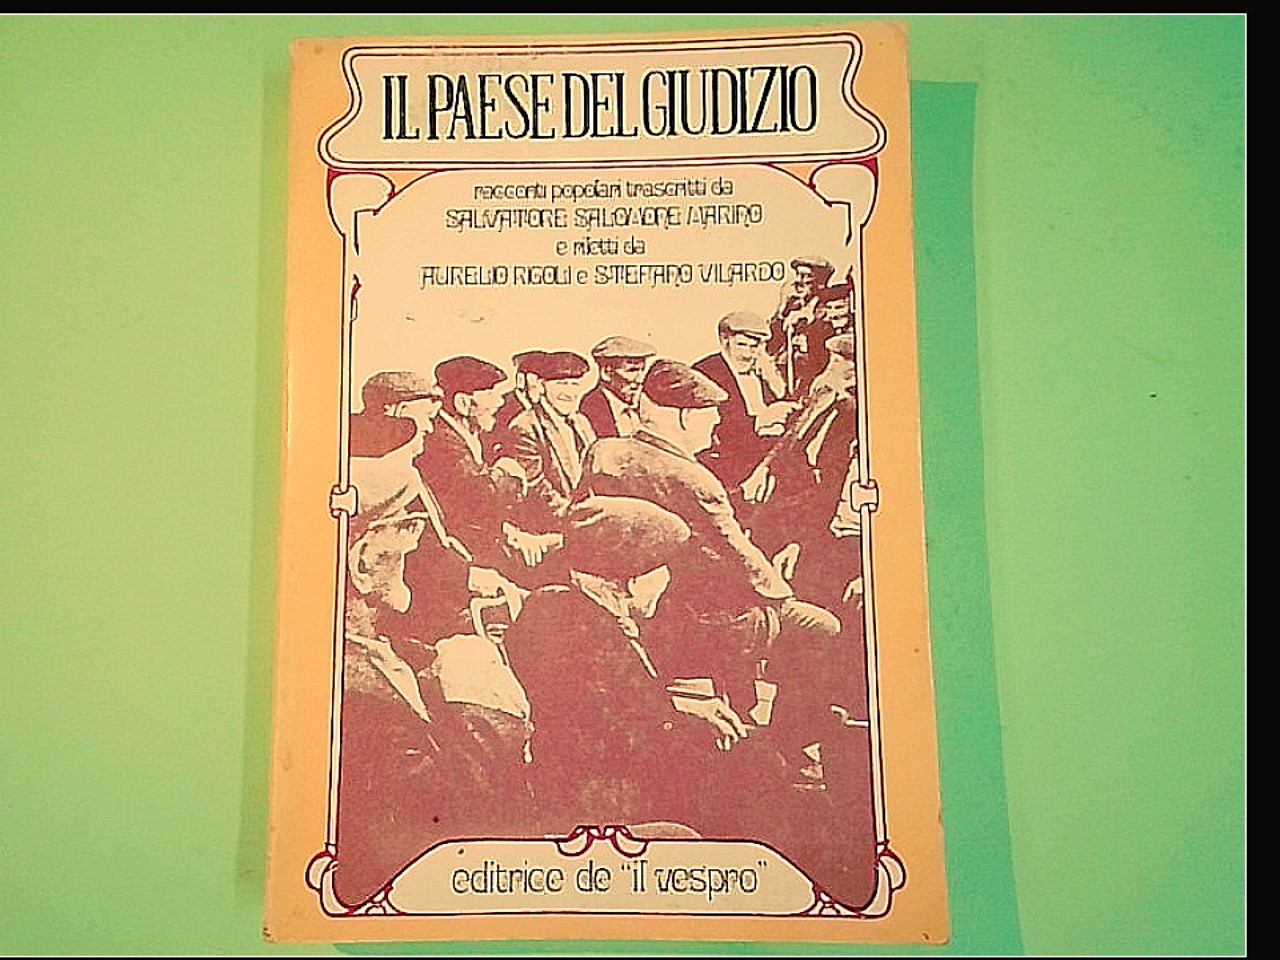 IL PAESE DEL GIUDIZIO
racconti popolari trascritti da
SALVATORE SALOMONE MARINO
e riletti da
AURELIO RIGOLI e STEFANO VILARDO
editrice de "il vespro"